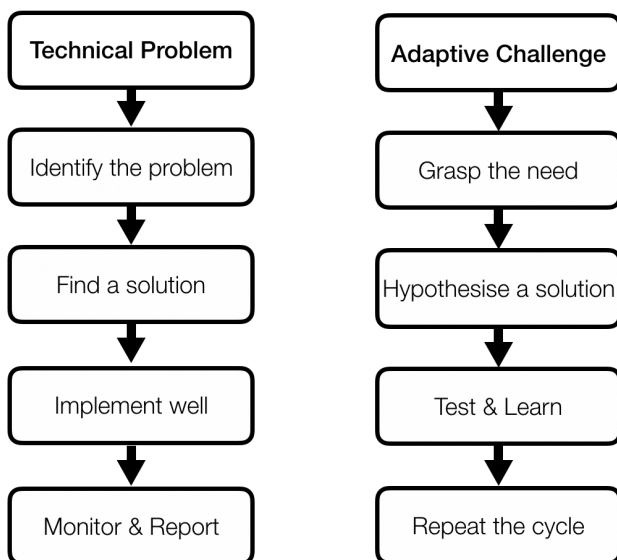 Technical Problem
Identify the problem
Find a solution
Implement well
Monitor & Report
Adaptive Challenge
Grasp the need
Hypothesise a solution
Test & Learn
Repeat the cycle